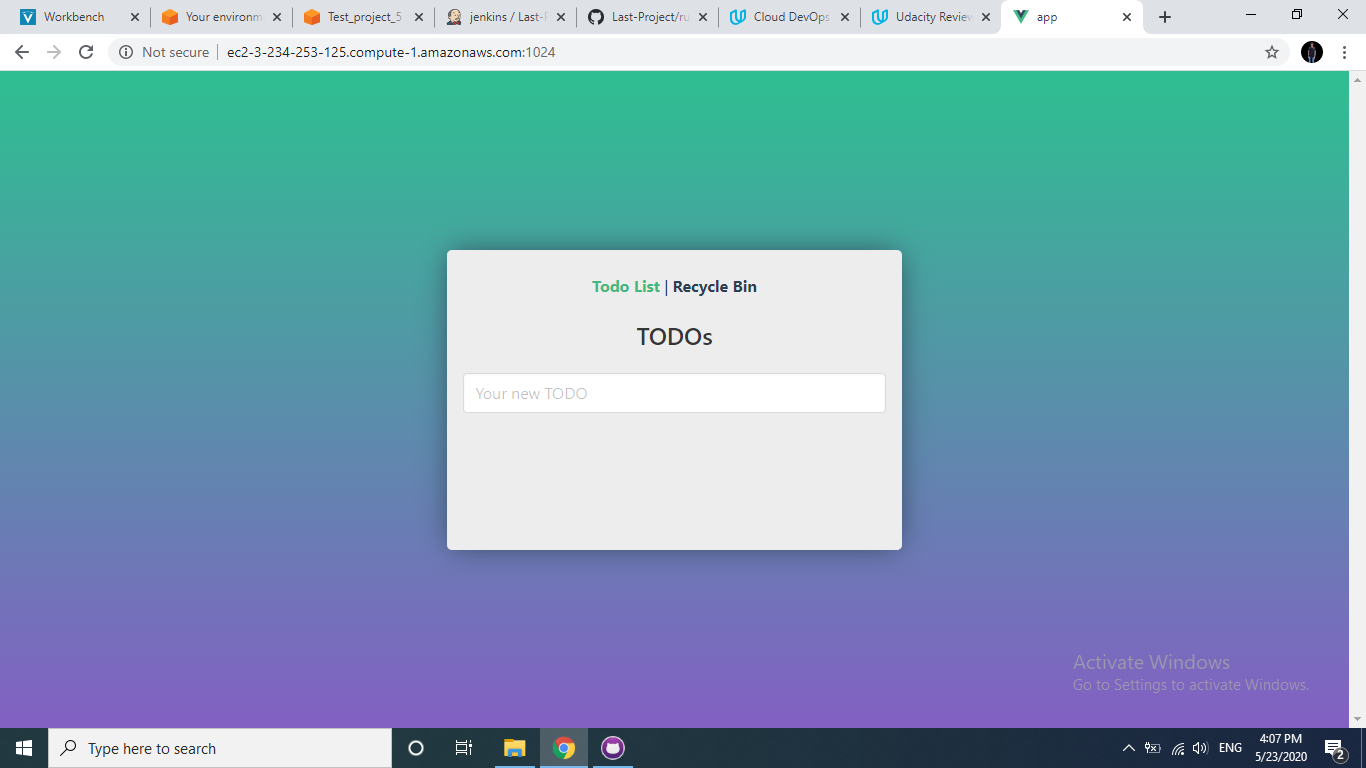 Workbench
Your environm
Test_project_5
jenkins / Last-P
Last-Project/ru
Cloud DevOps
Udacity Review
app
Not secure
ec2-3-234-253-125.compute-1.amazonaws.com:1024
Todo List | Recycle Bin
TODOs
Your new TODO
Activate Windows
Go to Settings to activate Windows.
Type here to search
ENG
4:07 PM
5/23/2020
2